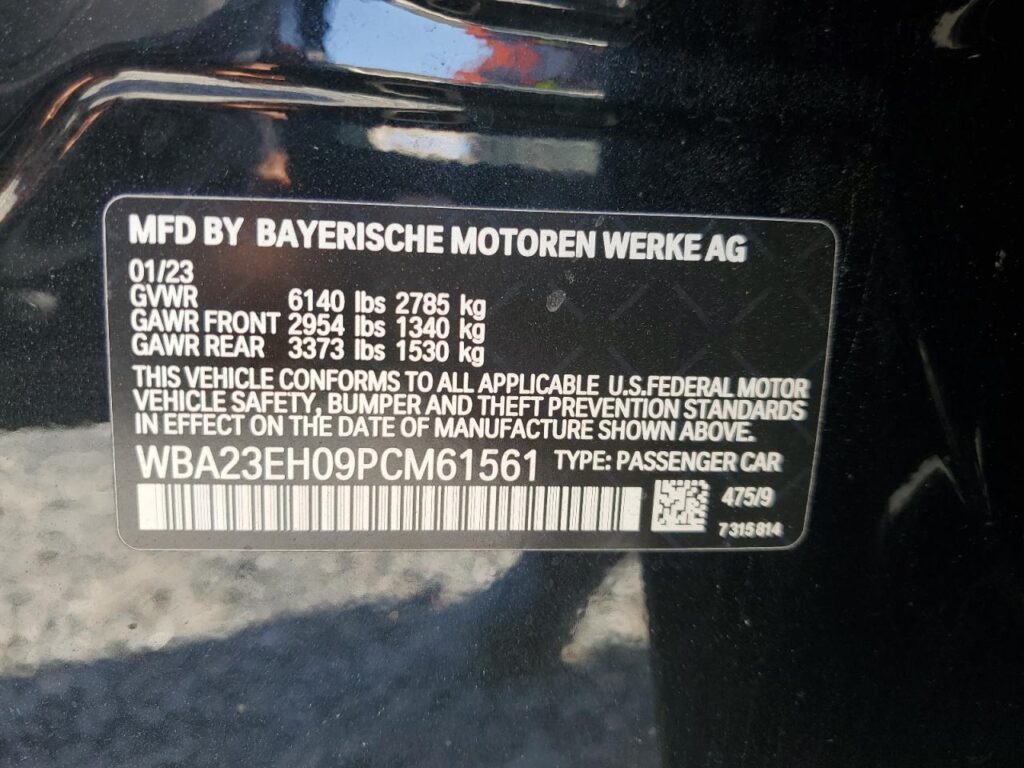 MFD BY BAYERISCHE MOTOREN WERKE AG
01/23
GVWR 6140 lbs 2785 kg
GAWR FRONT 2954 lbs 1340 kg
GAWR REAR 3373 lbs 1530 kg
THIS VEHICLE CONFORMS TO ALL APPLICABLE U.S.FEDERAL MOTOR
VEHICLE SAFETY, BUMPER AND THEFT PREVENTION STANDARDS
IN EFFECT ON THE DATE OF MANUFACTURE SHOWN ABOVE.
WBA23EH09PCM61561 TYPE: PASSENGER CAR
475/9
7 315 814